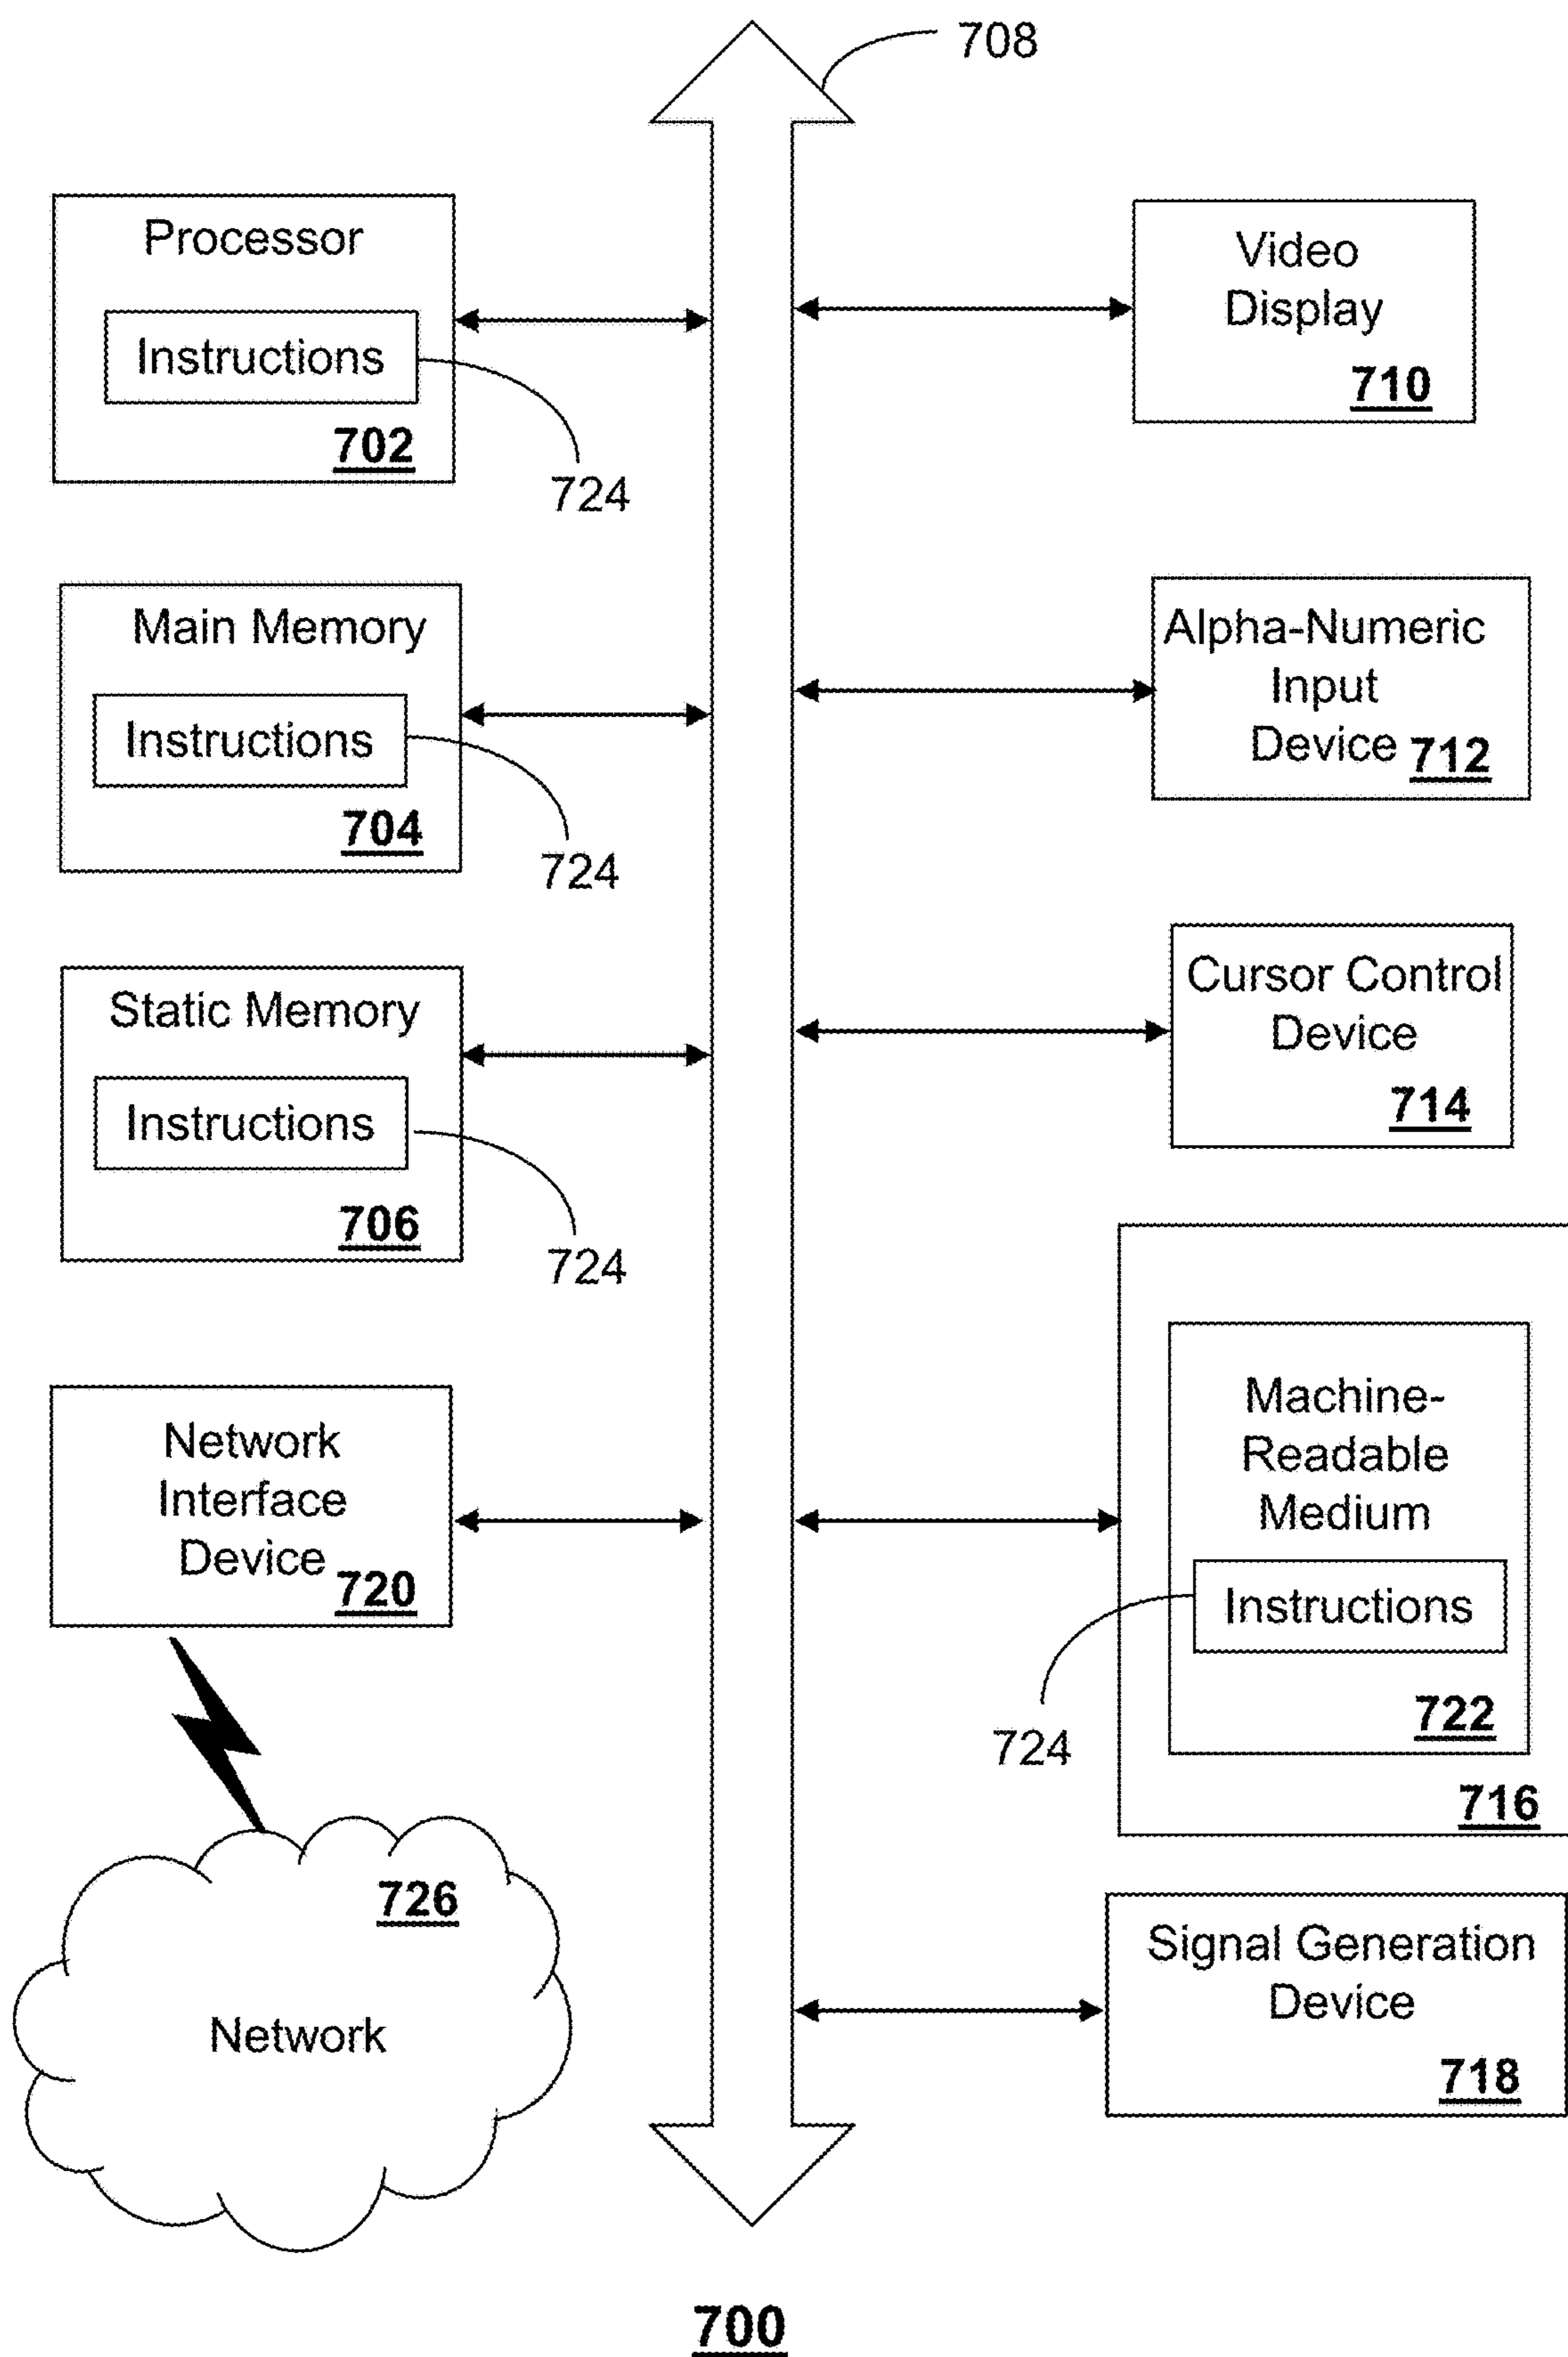 708
Processor
Instructions
702
724
Main Memory
Instructions
704
724
Static Memory
Instructions
706
724
Network
Interface
Device
720
726
Network
Video
Display
710
Alpha-Numeric
Input
Device
712
Cursor Control
Device
714
Machine-
Readable
Medium
Instructions
724
722
716
Signal Generation
Device
718
700